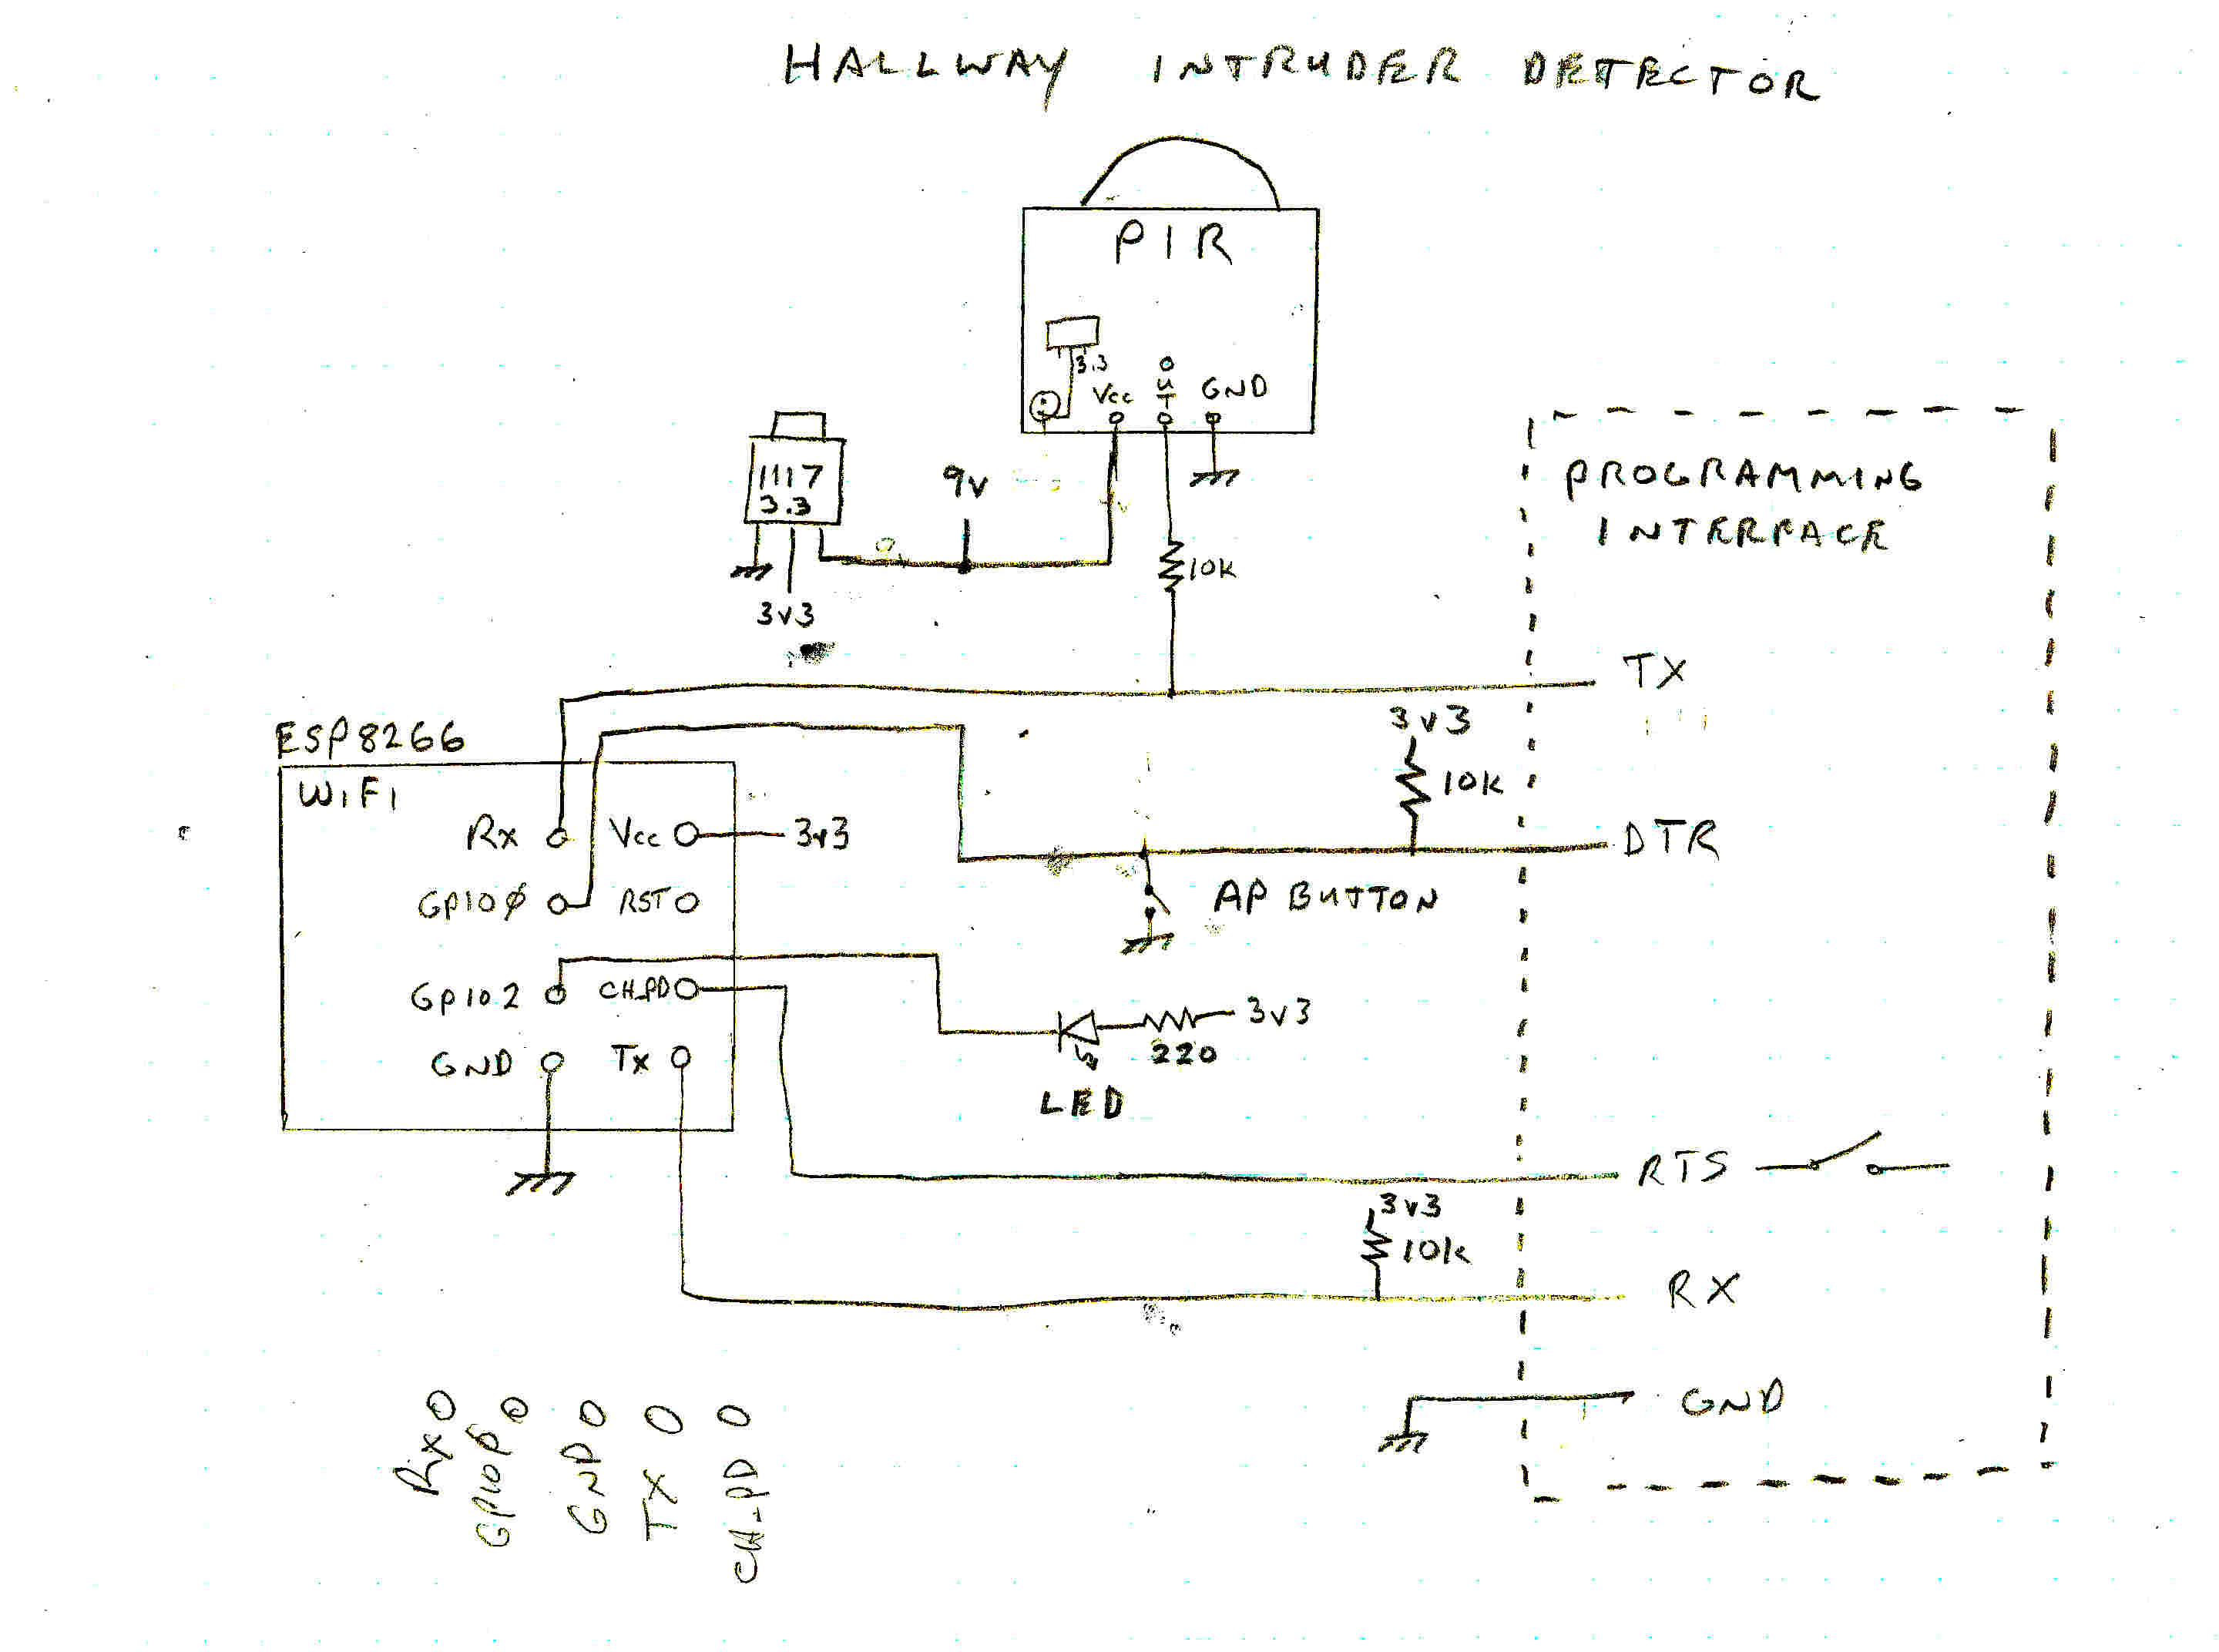 HALLWAY INTRUDER DETECTOR
PIR
3.3
Vcc OUT GND
1117
3.3
9v
3v3
10K
PROGRAMMING
INTERFACE
TX
3v3
10K
DTR
ESP8266
WiFi
Rx Vcc 3v3
GPIO0 RST
AP BUTTON
GPIO2 CH_PD
3v3
220
LED
GND Tx
RTS
3v3
10k
RX
GND
Rx
GPIO0
GND
TX
CH_PD